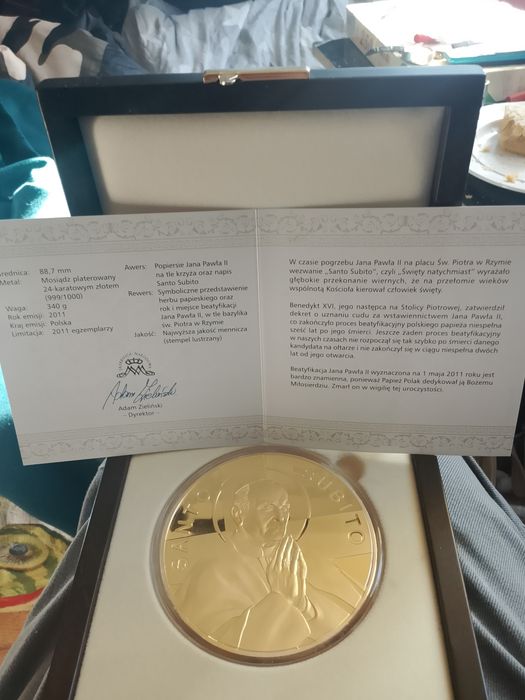 Średnica: 88,7 mm
Metal: Mosiądz platerowany
24-karatowym złotem
(999/1000)
Waga: 340 g
Rok emisji: 2011
Kraj emisji: Polska
Limitacja: 2011 egzemplarzy
Awers: Popiersie Jana Pawła II
na tle krzyża oraz napis
Santo Subito
Rewers: Symboliczne przedstawienie
herbu papieskiego oraz
rok i miejsce beatyfikacji
Jana Pawła II, w tle bazylika
św. Piotra w Rzymie
Jakość: Najwyższa jakość mennicza
(stempel lustrzany)
Adam Zieliński
Adam Zieliński
- Dyrektor -
W czasie pogrzebu Jana Pawła II na placu Św. Piotra w Rzymie
wezwanie „Santo Subito”, czyli „Święty natychmiast” wyrażało
głębokie przekonanie wiernych, że na przełomie wieków
wspólnotą Kościoła kierował człowiek święty.
Benedykt XVI, jego następca na Stolicy Piotrowej, zatwierdził
dekret o uznaniu cudu za wstawiennictwem Jana Pawła II,
co zakończyło proces beatyfikacyjny polskiego papieża niespełna
sześć lat po jego śmierci. Jeszcze żaden proces beatyfikacyjny
w naszych czasach nie rozpoczął się tak szybko po śmierci danego
kandydata na ołtarze i nie zakończył się w ciągu niespełna dwóch
lat od jego otwarcia.
Beatyfikacja Jana Pawła II wyznaczona na 1 maja 2011 roku jest
bardzo znamienna, ponieważ Papież Polak dedykował ją Bożemu
Miłosierdziu. Zmarł on w wigilię tej uroczystości.
SANTO SUBITO